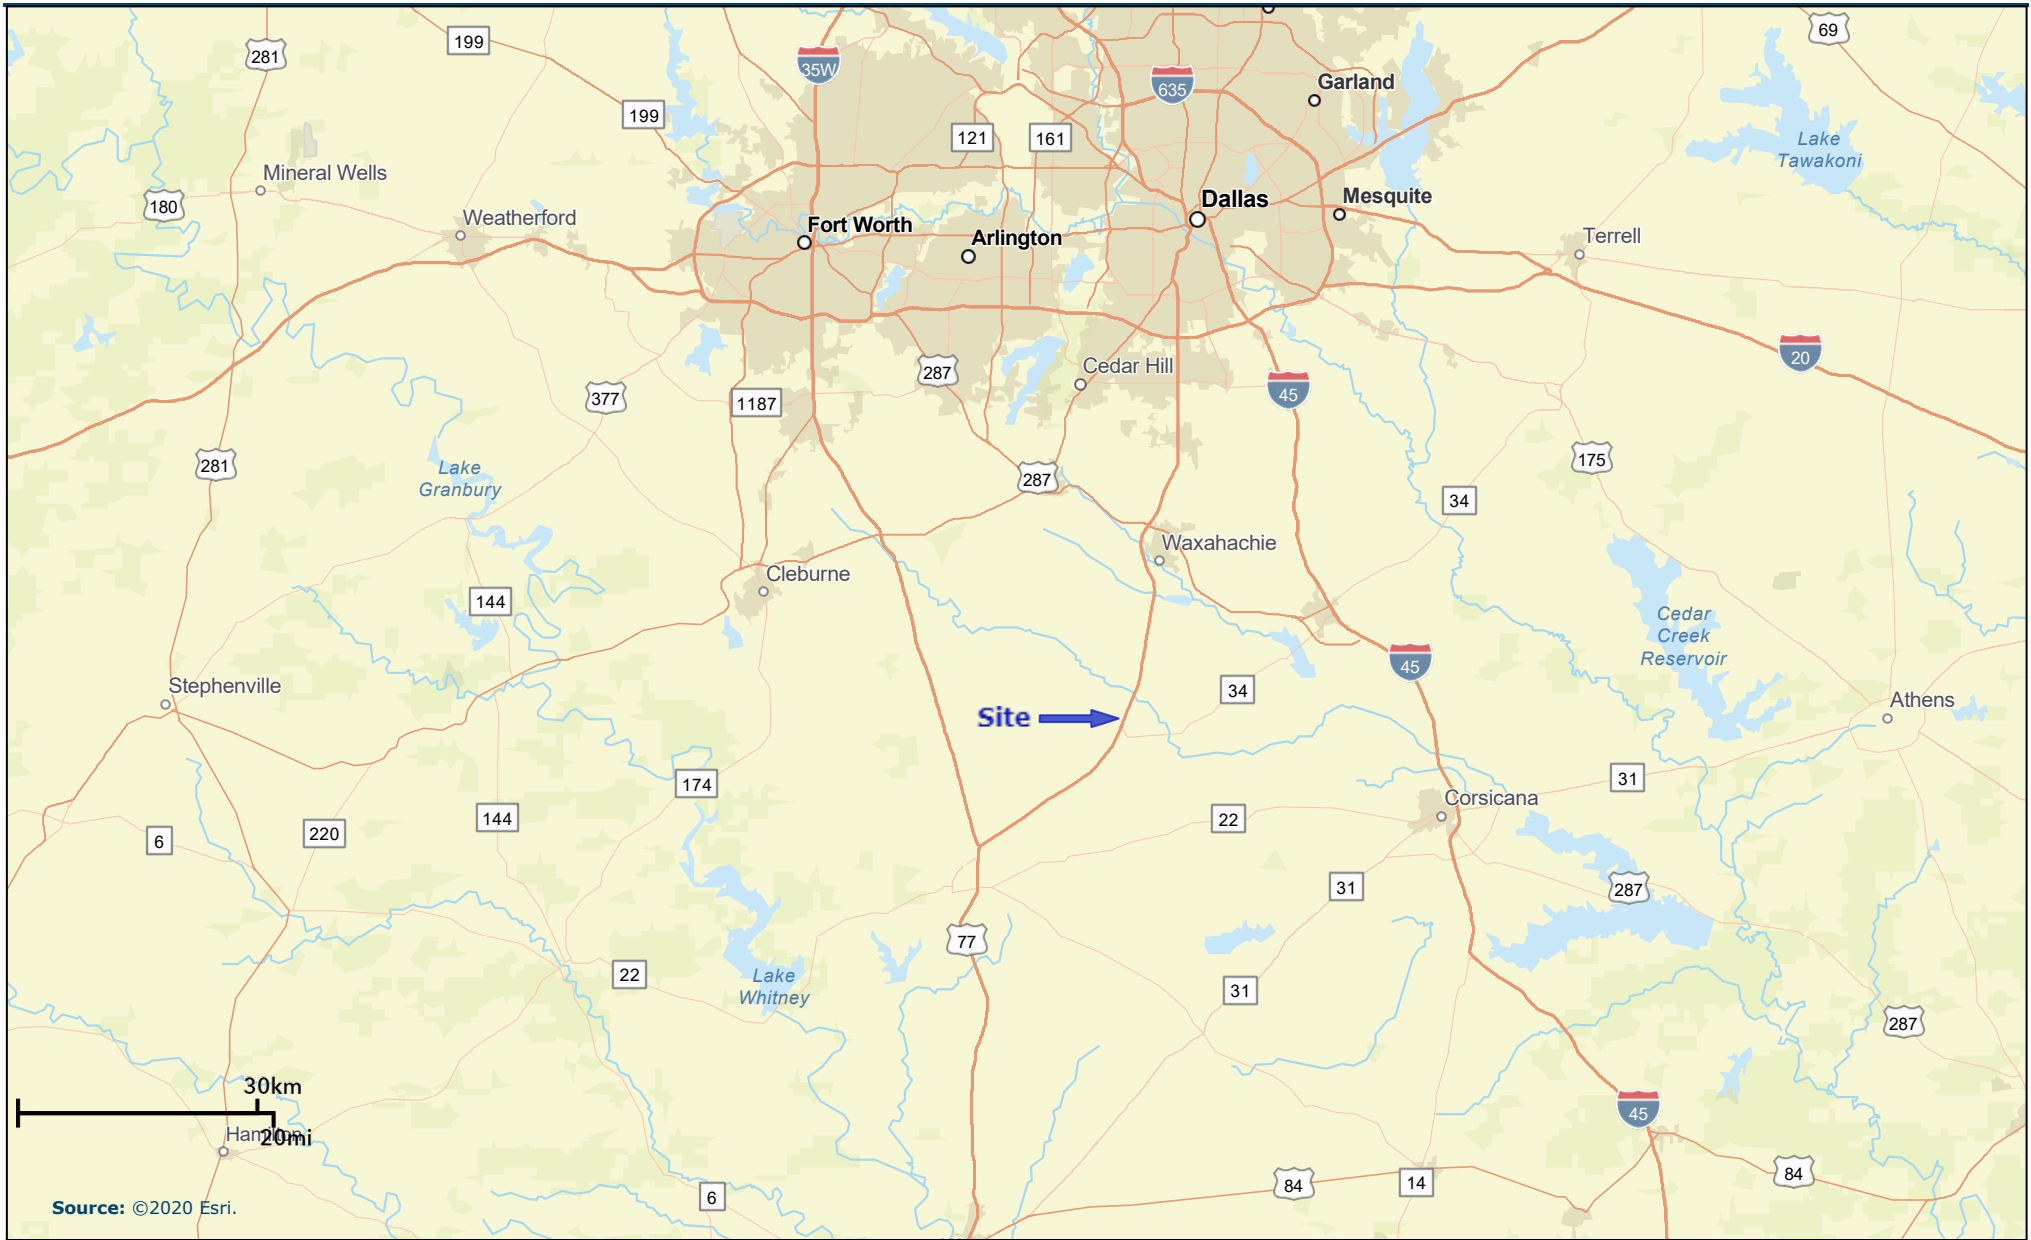 69
281
199
35W
635
Garland
199
121
161
Lake
Tawakoni
Mineral Wells
180
Weatherford
Fort Worth
Arlington
Dallas
Mesquite
Terrell
20
287
Cedar Hill
45
377
1187
281
Lake
Granbury
287
175
34
Waxahachie
Cleburne
144
Cedar
Creek
Reservoir
45
Stephenville
34
Site
Athens
174
31
Corsicana
6
220
144
22
31
287
77
22
Lake
Whitney
31
287
30km
20mi
Hamilton
45
84
14
84
6
Source: ©2020 Esri.